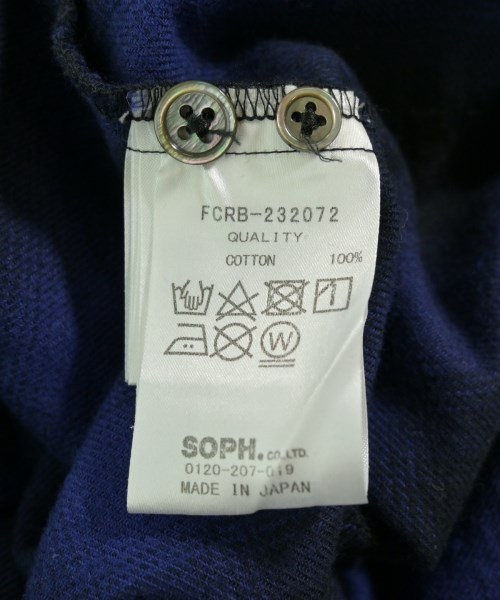 FCRB-232072
QUALITY
COTTON 100%
W
SOPH.CO.,LTD.
0120-207-019
MADE IN JAPAN